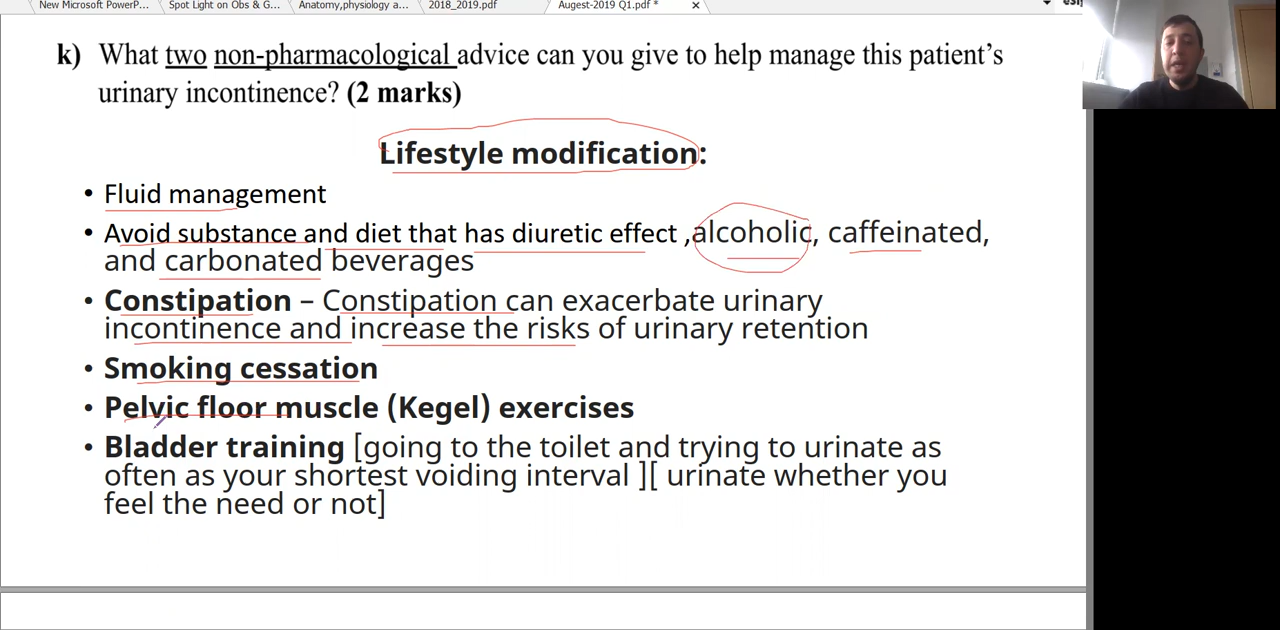 New Microsoft PowerP...
Spot Light on Obs & G...
Anatomy,physiology a...
2018_2019.pdf
Augest-2019 Q1.pdf *
k) What two non-pharmacological advice can you give to help manage this patient's
urinary incontinence? (2 marks)
Lifestyle modification:
• Fluid management
• Avoid substance and diet that has diuretic effect ,alcoholic, caffeinated,
and carbonated beverages
• Constipation – Constipation can exacerbate urinary
incontinence and increase the risks of urinary retention
• Smoking cessation
• Pelvic floor muscle (Kegel) exercises
• Bladder training [going to the toilet and trying to urinate as
often as your shortest voiding interval ][ urinate whether you
feel the need or not]